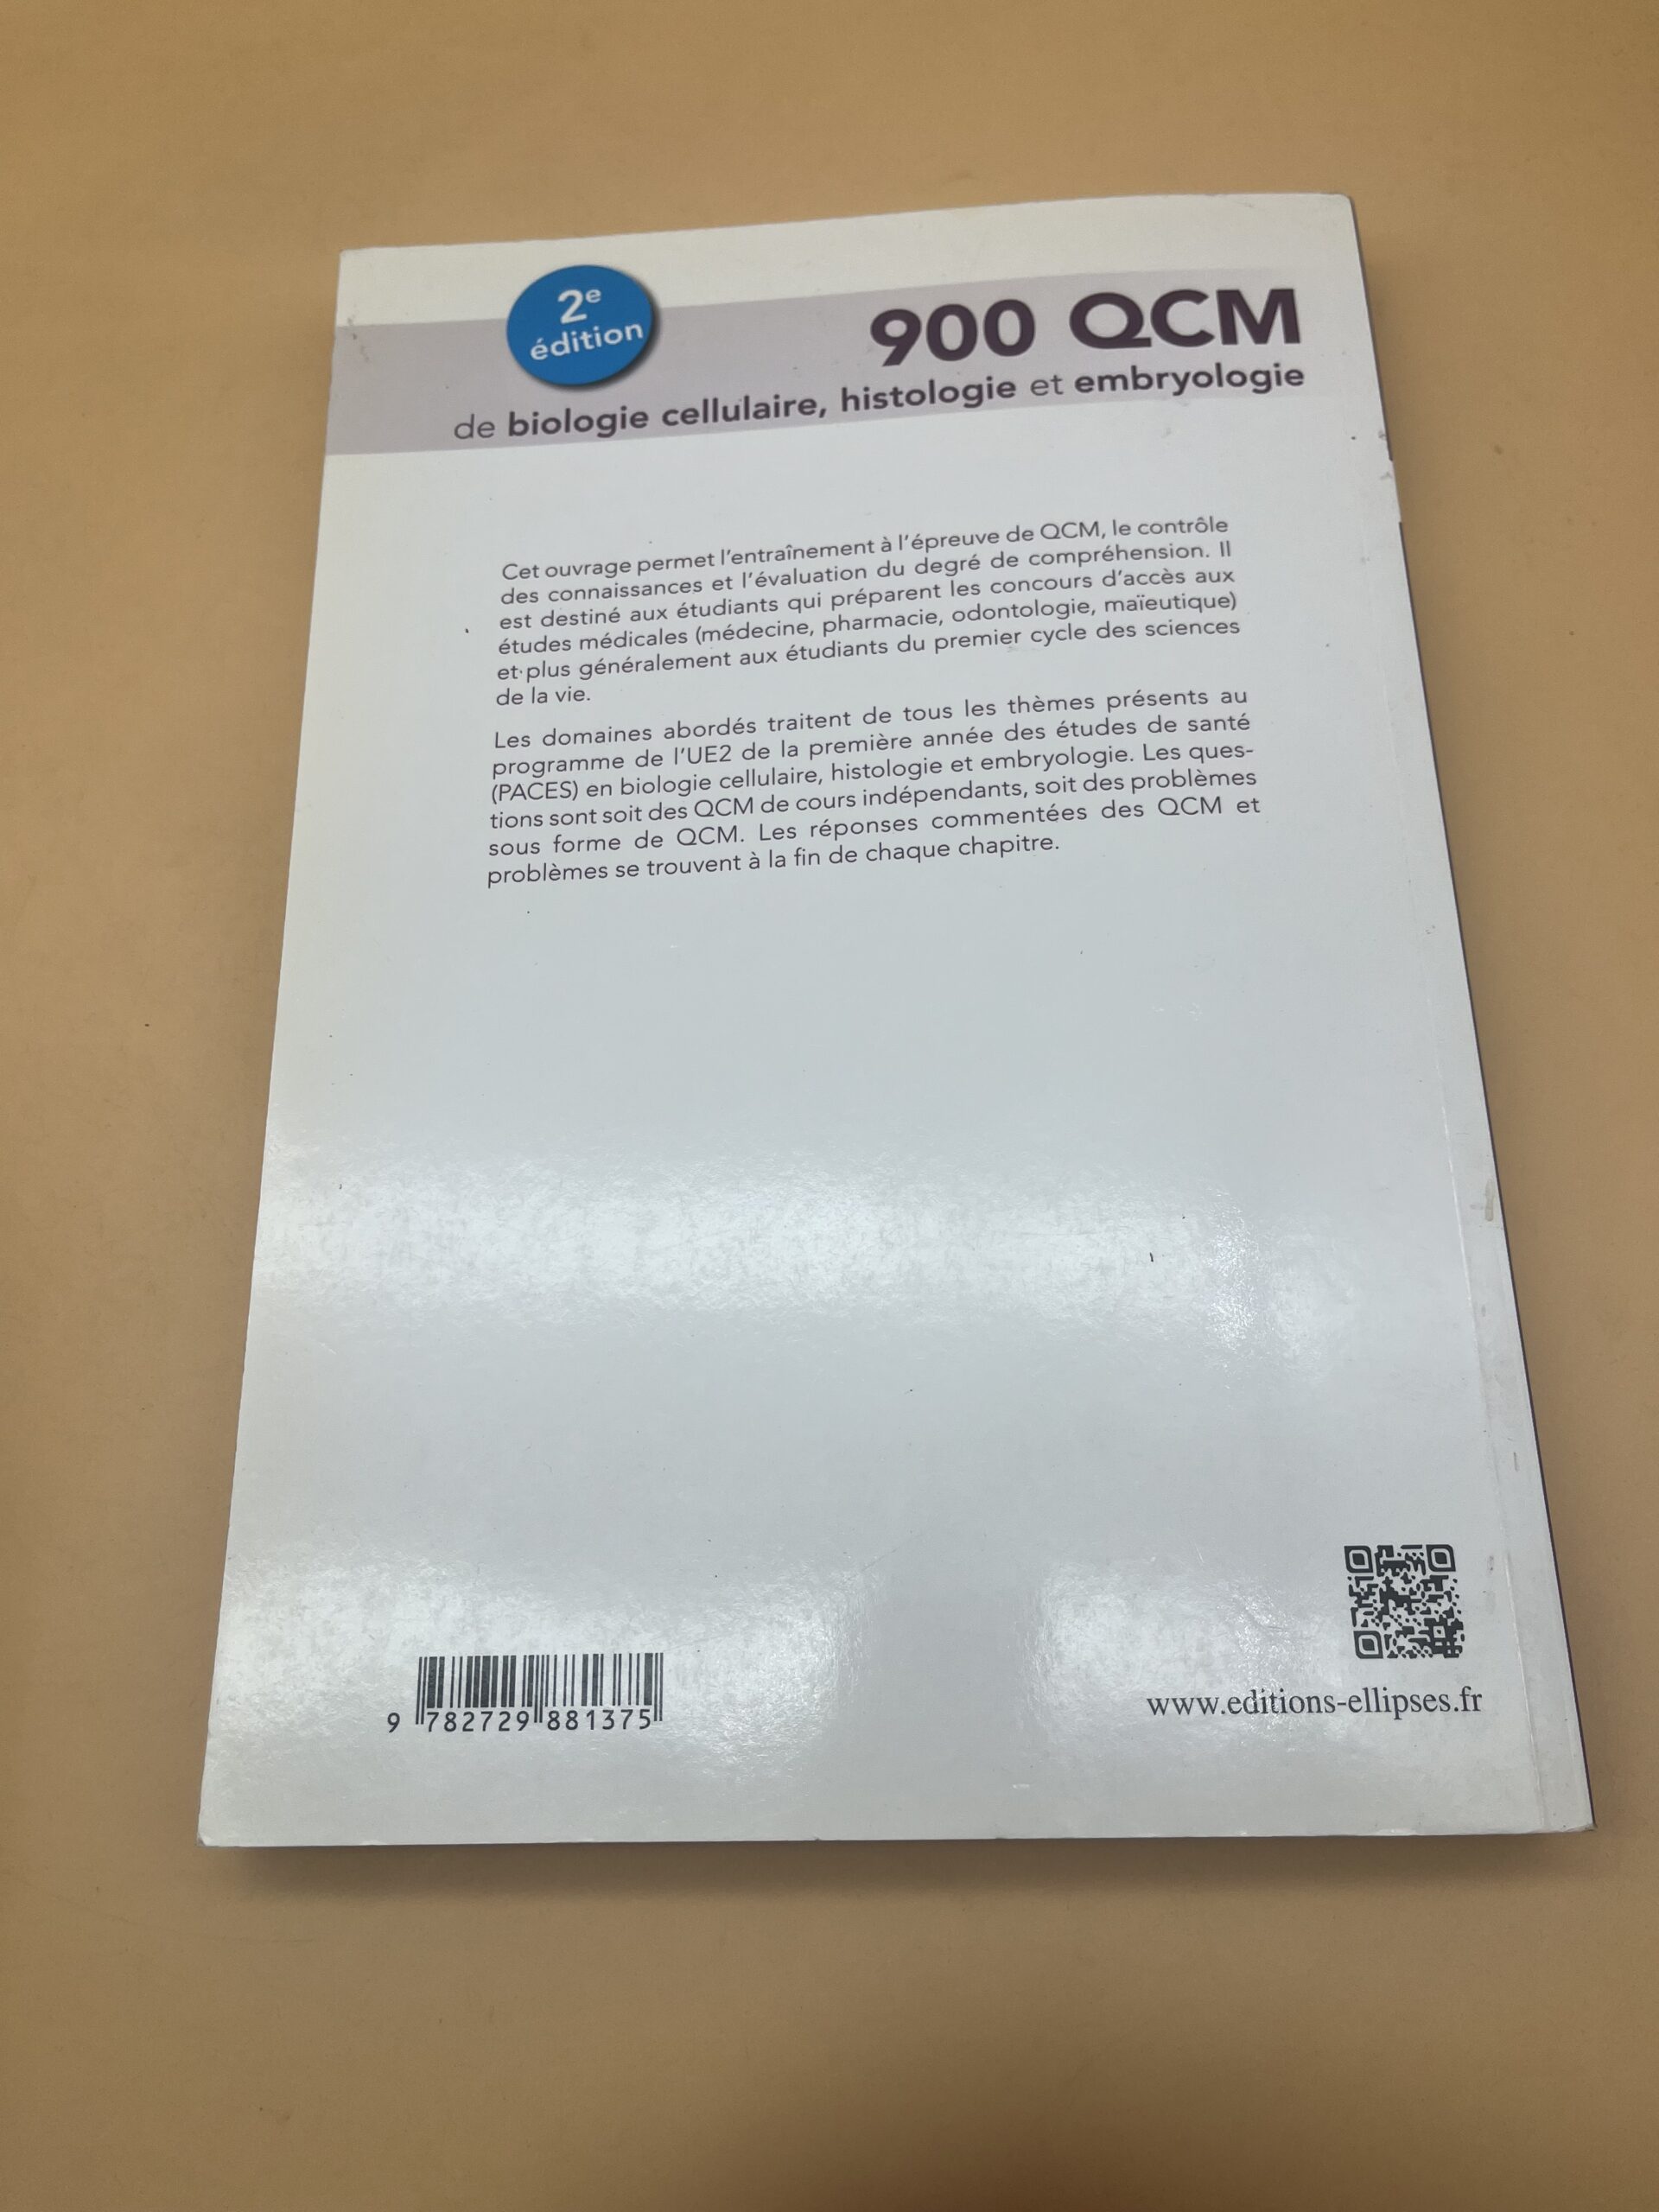 2e
édition
900 QCM
de biologie cellulaire, histologie et embryologie
Cet ouvrage permet l'entraînement à l'épreuve de QCM, le contrôle
des connaissances et l'évaluation du degré de compréhension. Il
est destiné aux étudiants qui préparent les concours d'accès aux
études médicales (médecine, pharmacie, odontologie, maïeutique)
et plus généralement aux étudiants du premier cycle des sciences
de la vie.
Les domaines abordés traitent de tous les thèmes présents au
programme de l'UE2 de la première année des études de santé
(PACES) en biologie cellulaire, histologie et embryologie. Les ques-
tions sont soit des QCM de cours indépendants, soit des problèmes
sous forme de QCM. Les réponses commentées des QCM et
problèmes se trouvent à la fin de chaque chapitre.
9 782729 881375
www.editions-ellipses.fr